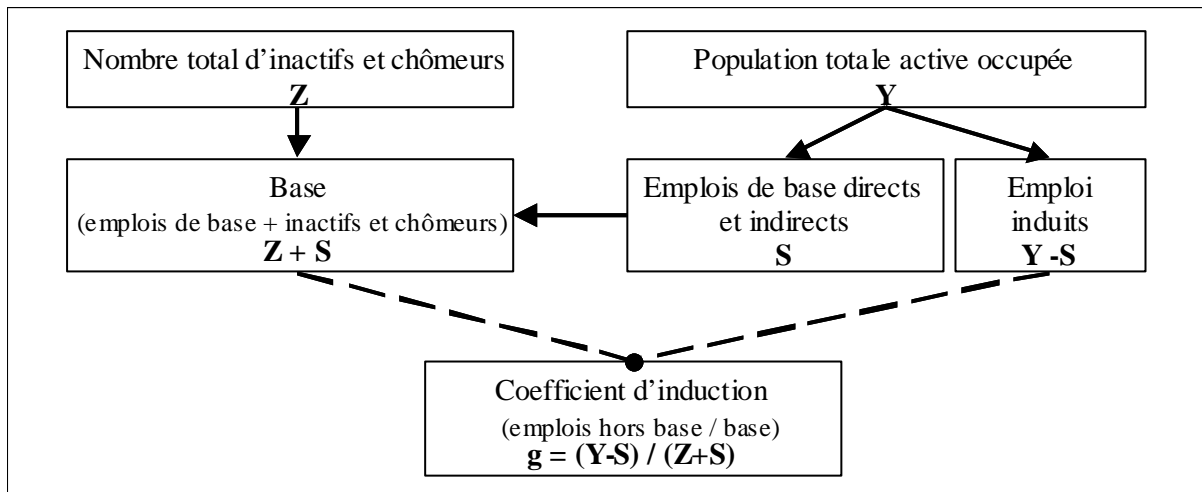 Nombre total d'inactifs et chômeurs
Z
Population totale active occupée
Y
Base
(emplois de base + inactifs et chômeurs)
Z + S
Emplois de base directs
et indirects
S
Emploi
induits
Y -S
Coefficient d'induction
(emplois hors base / base)
g = (Y-S) / (Z+S)